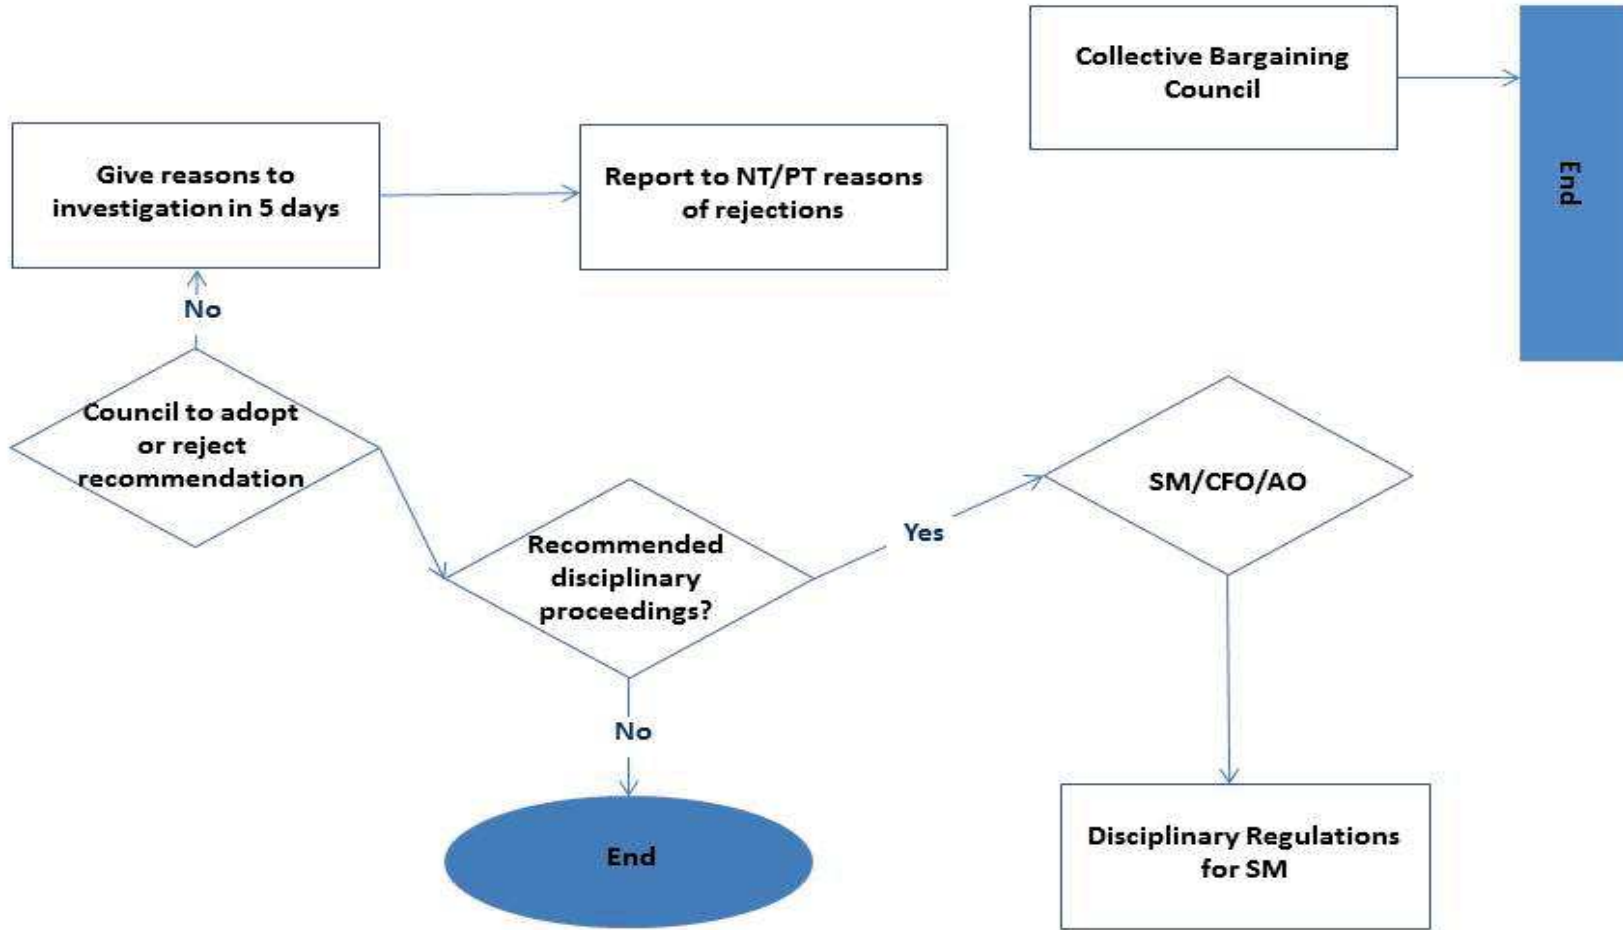 Collective Bargaining
Council
End
Give reasons to
investigation in 5 days
Report to NT/PT reasons
of rejections
No
Council to adopt
or reject
recommendation
Recommended
disciplinary
proceedings?
Yes
SM/CFO/AO
No
End
Disciplinary Regulations
for SM